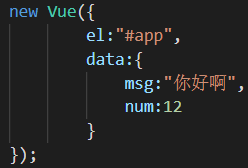 new Vue({
el:"#app",
data:{
msg:"你好啊",
num:12
}
});